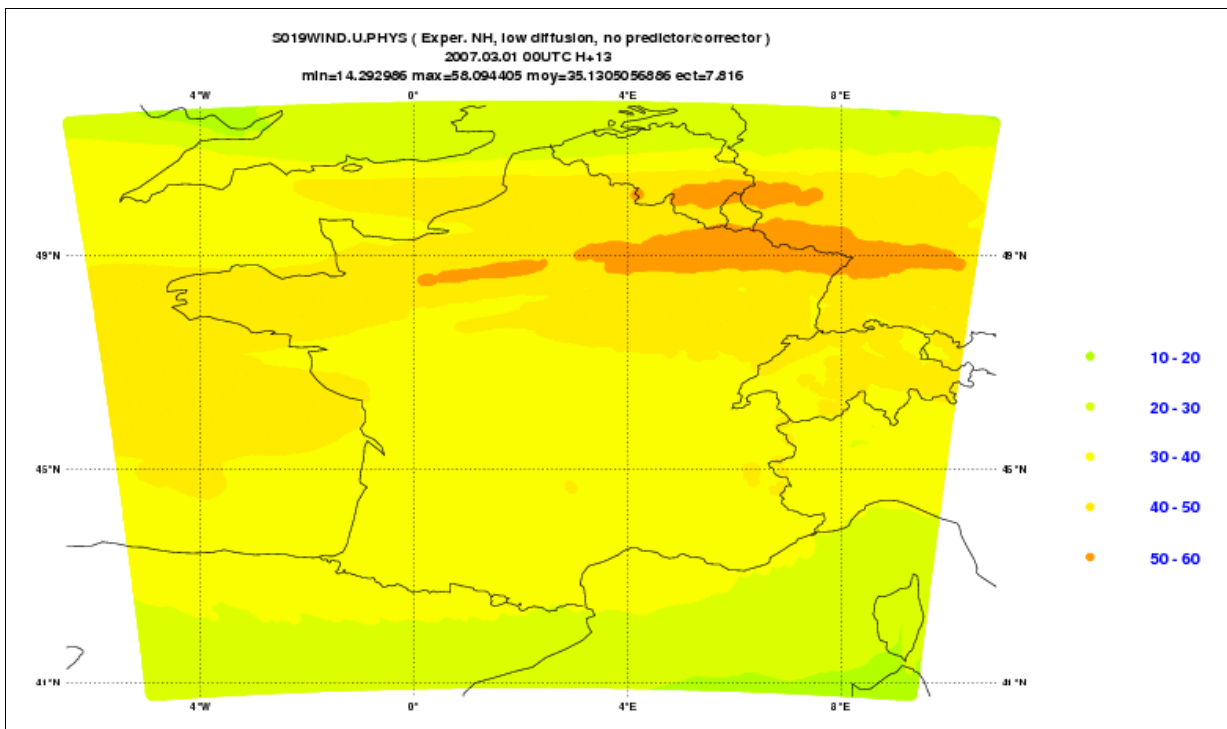 S019WIND.U.PHYS ( Exper. NH, low diffusion, no predictor/corrector )
2007.03.01 00UTC H+13
min=14.292986 max=58.094405 moy=35.1305056886 ect=7.816
4°W 0° 4°E 8°E
49°N 49°N
10 - 20
20 - 30
30 - 40
45°N 45°N
40 - 50
50 - 60
41°N 41°N
4°W 0° 4°E 8°E